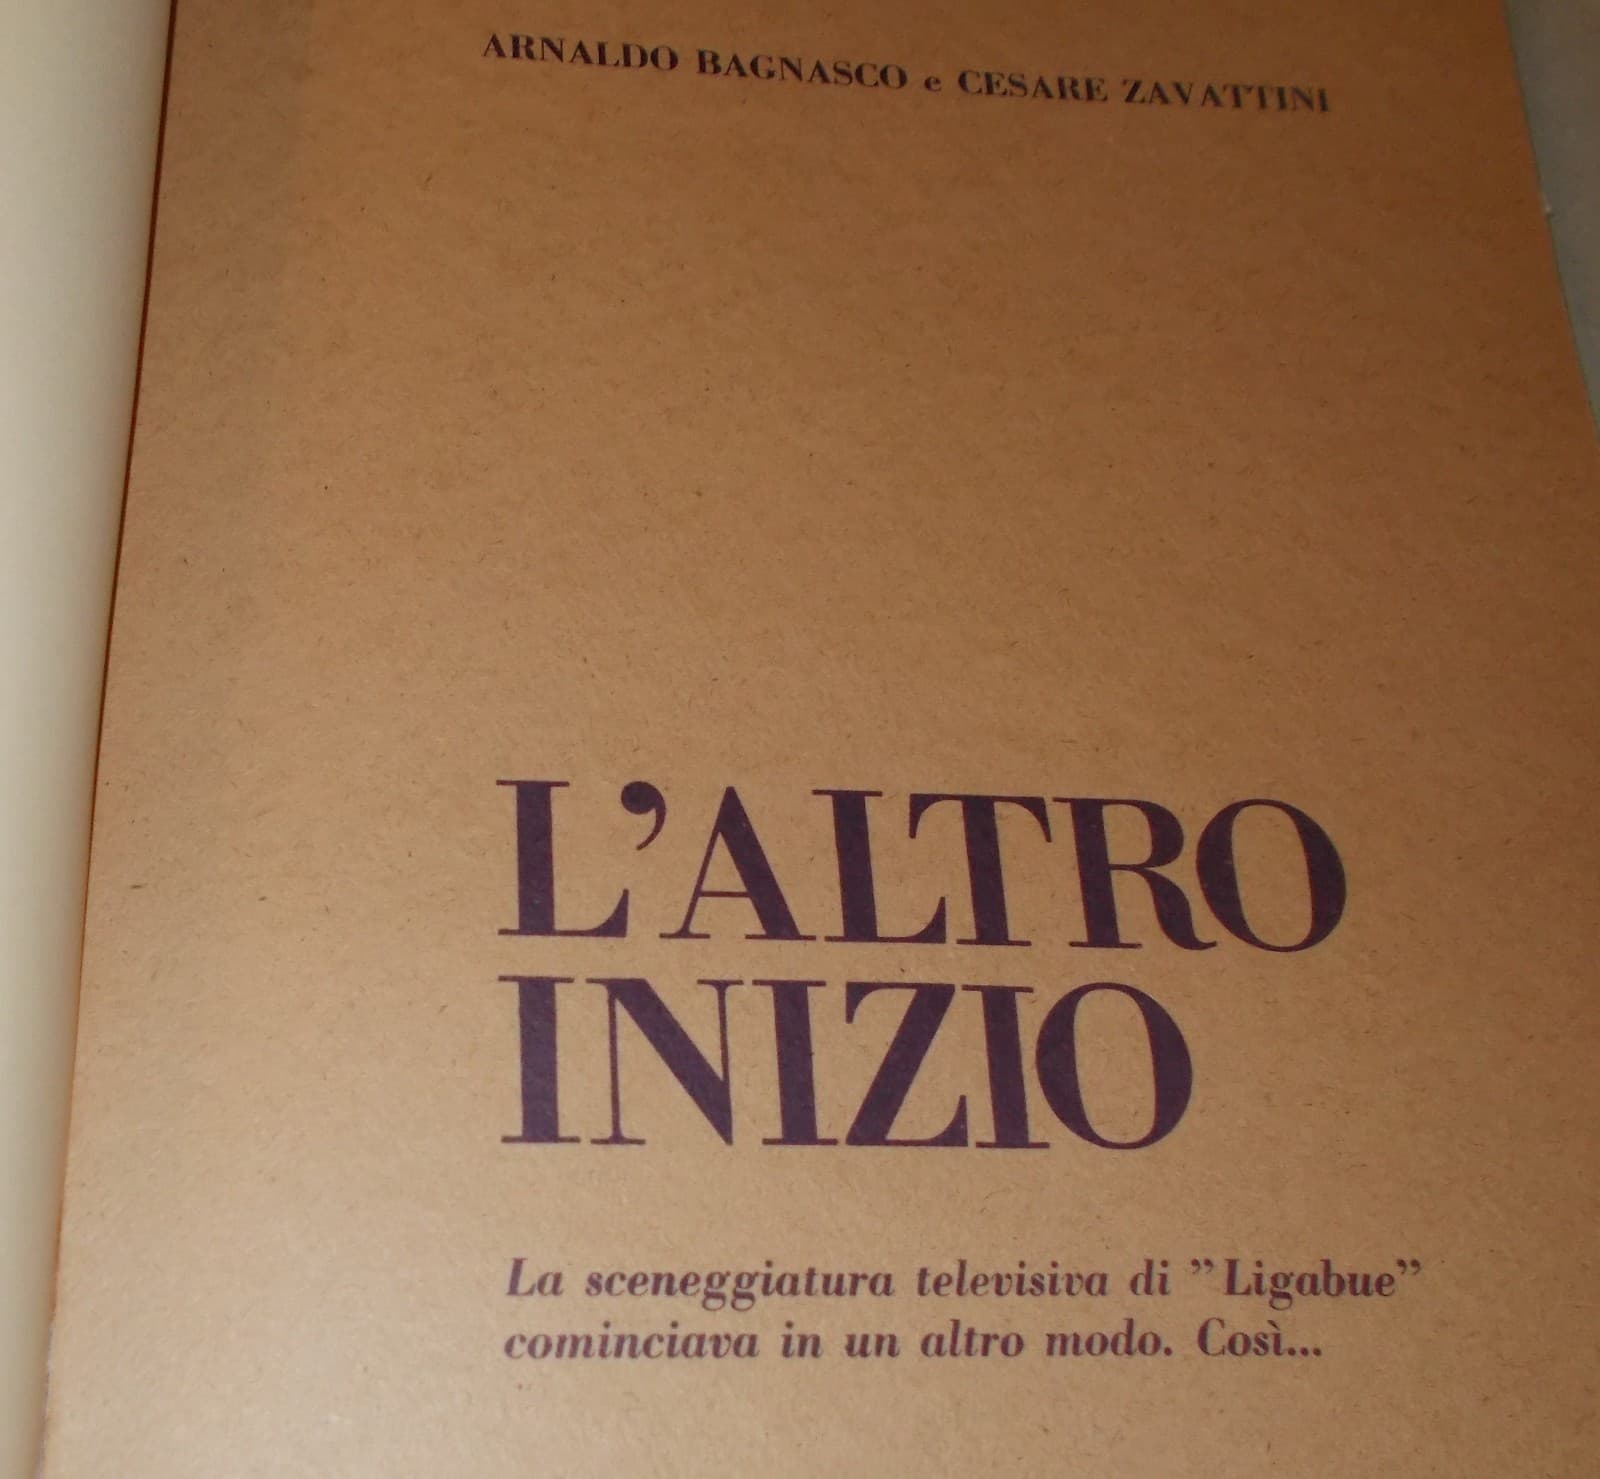 ARNALDO BAGNASCO e CESARE ZAVATTINI
L’ALTRO
INIZIO
La sceneggiatura televisiva di ”Ligabue”
cominciava in un altro modo. Così...